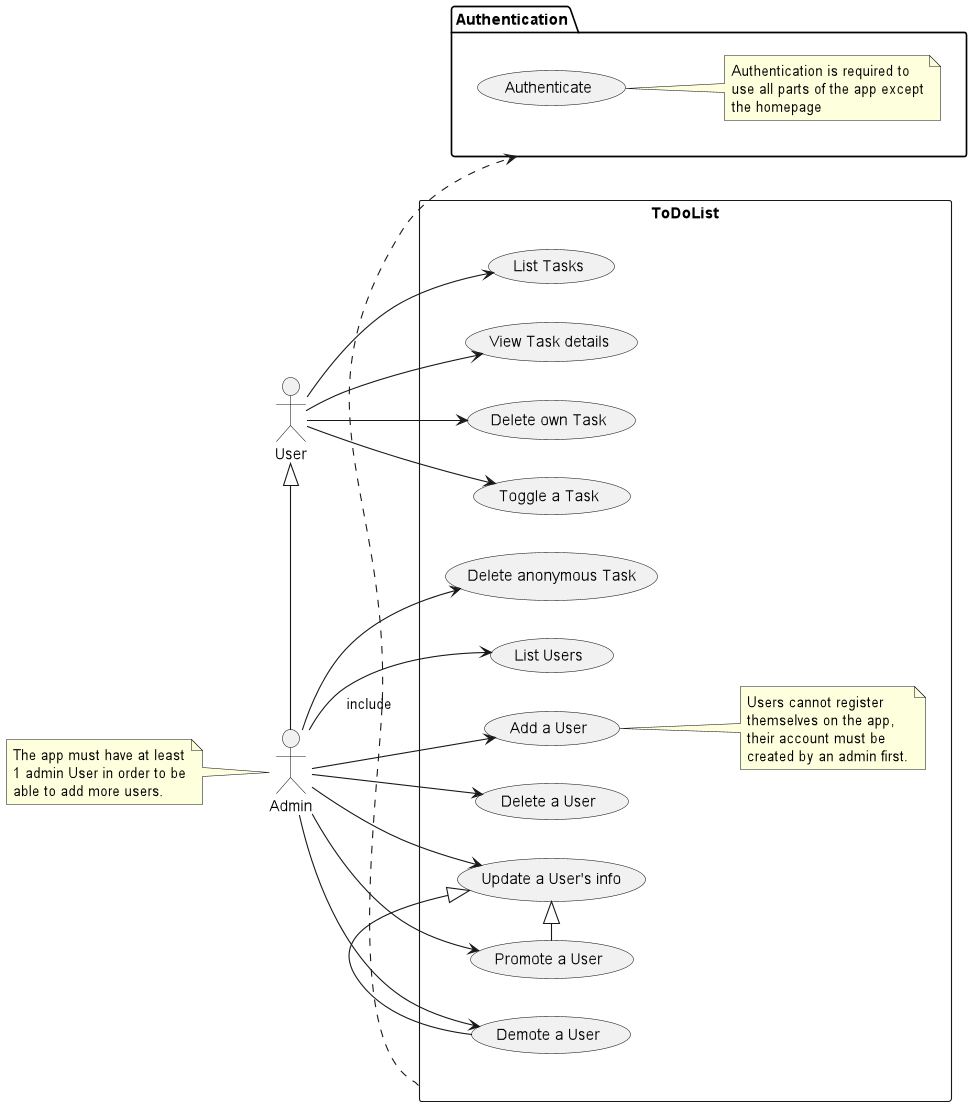 Authentication
Authenticate
Authentication is required to
use all parts of the app except
the homepage
ToDoList
List Tasks
View Task details
Delete own Task
User
Toggle a Task
Delete anonymous Task
List Users
include
Add a User
Users cannot register
themselves on the app,
their account must be
created by an admin first.
The app must have at least
1 admin User in order to be
able to add more users.
Admin
Delete a User
Update a User's info
Promote a User
Demote a User